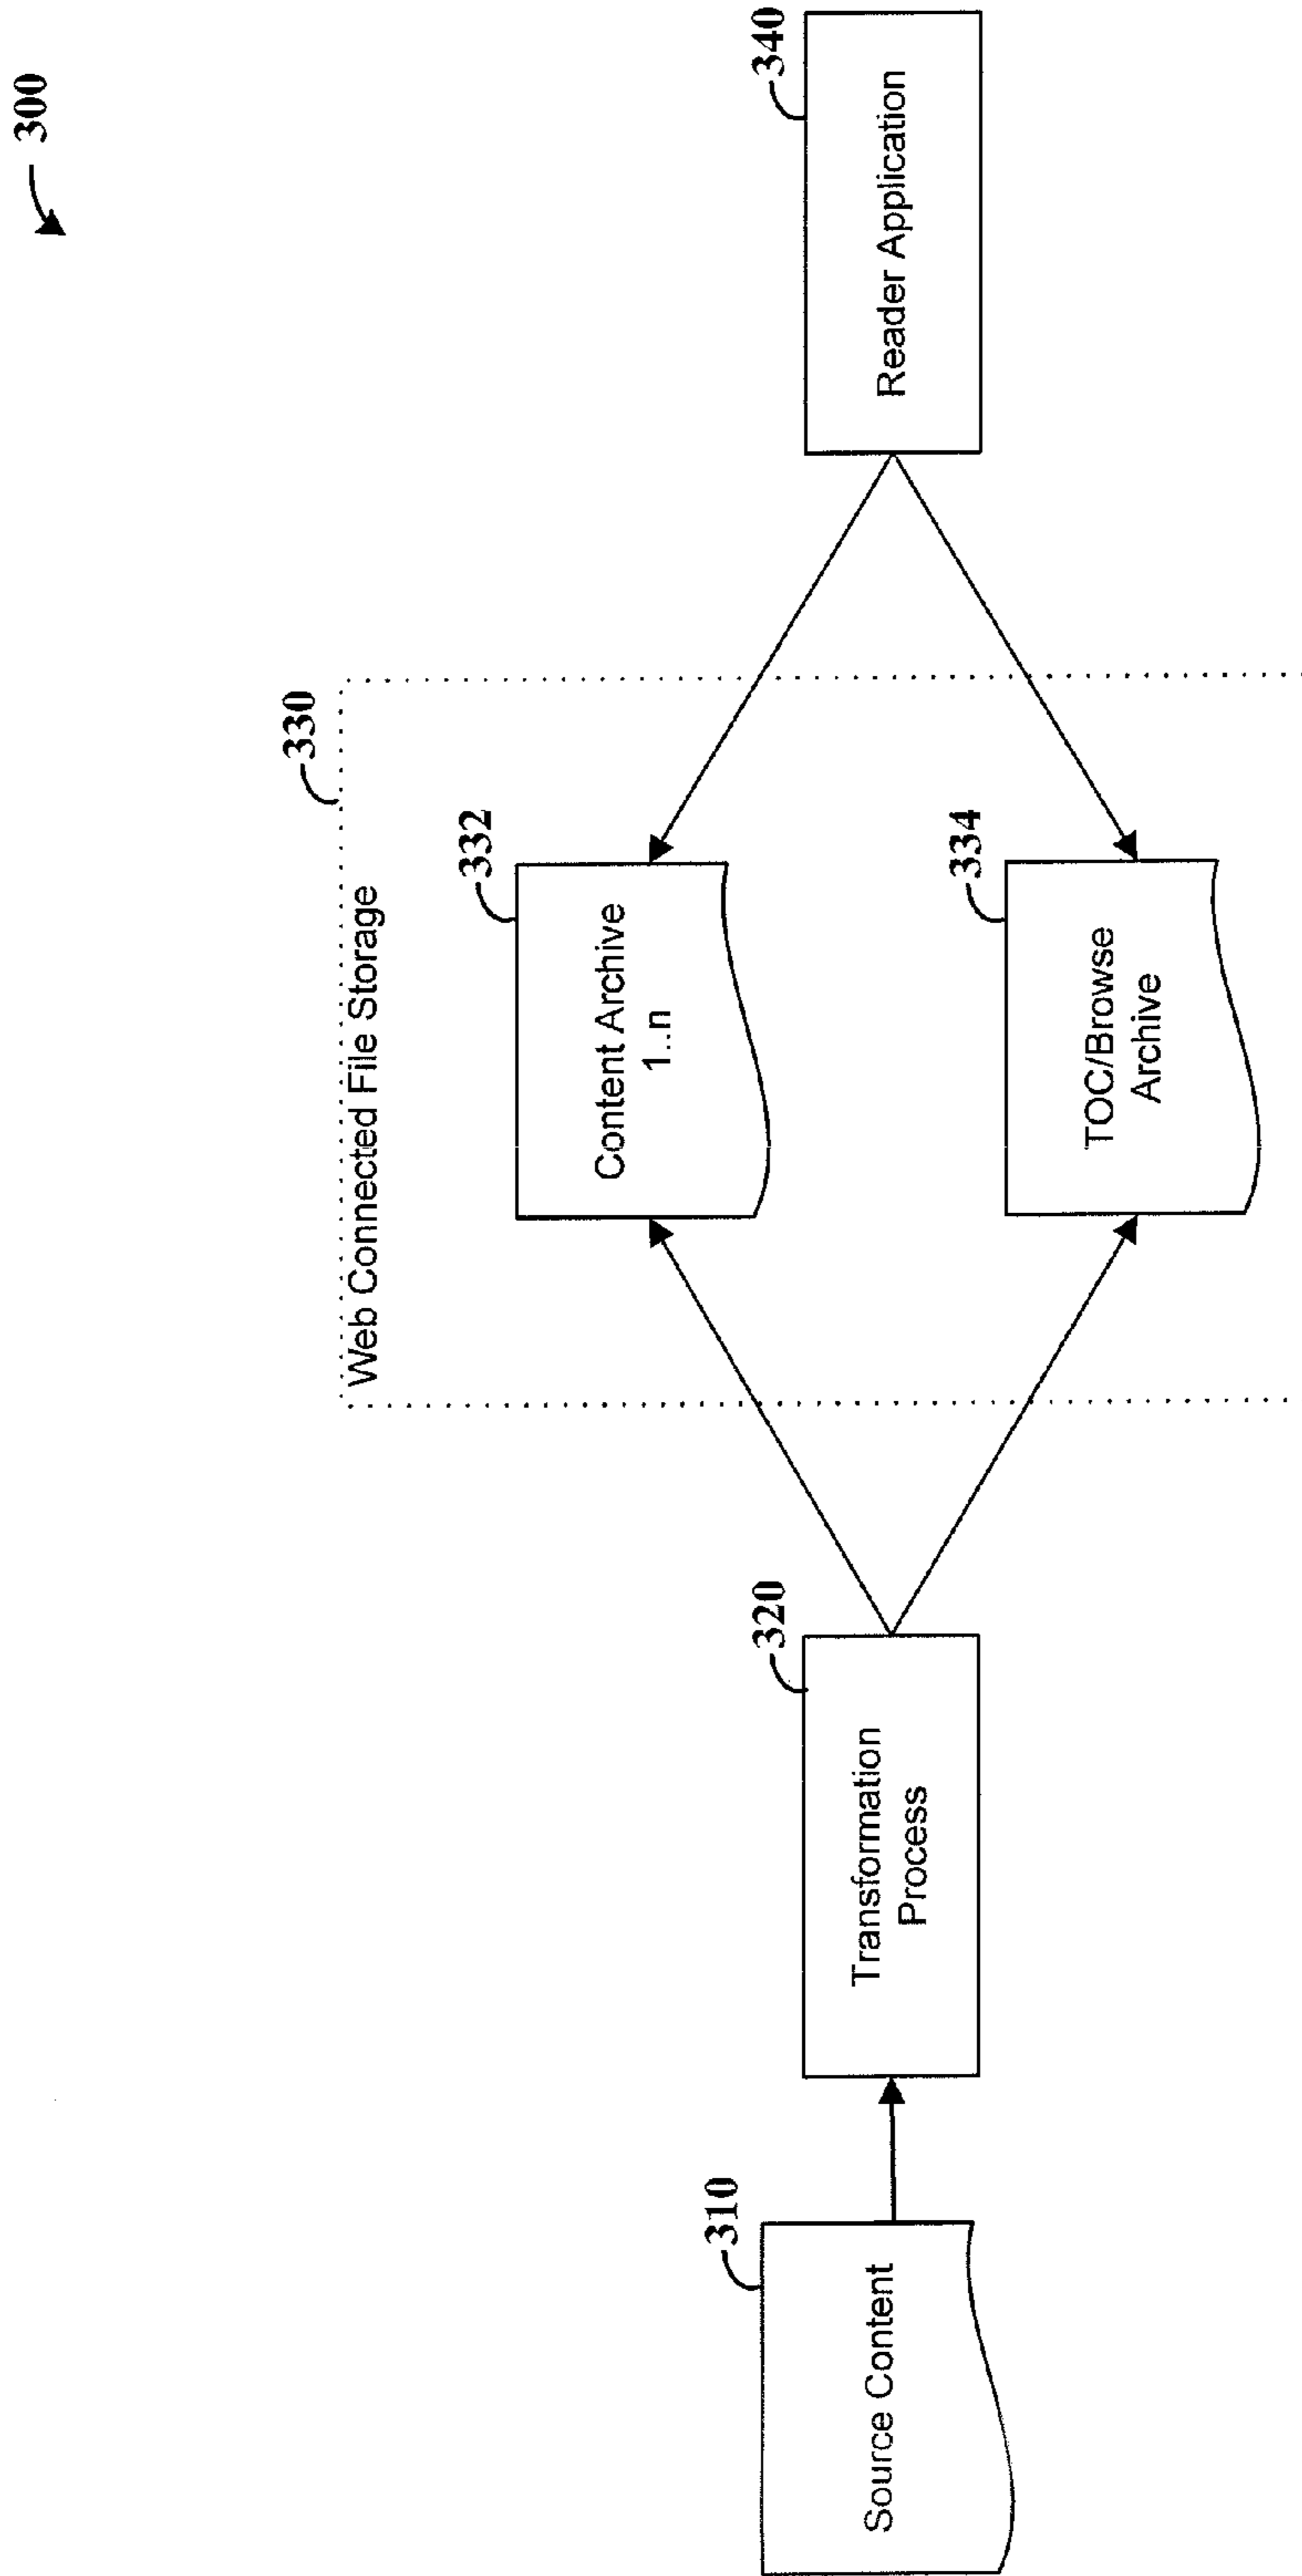 300
330
Web Connected File Storage
310
Source Content
320
Transformation
Process
332
Content Archive
1..n
334
TOC/Browse
Archive
340
Reader Application